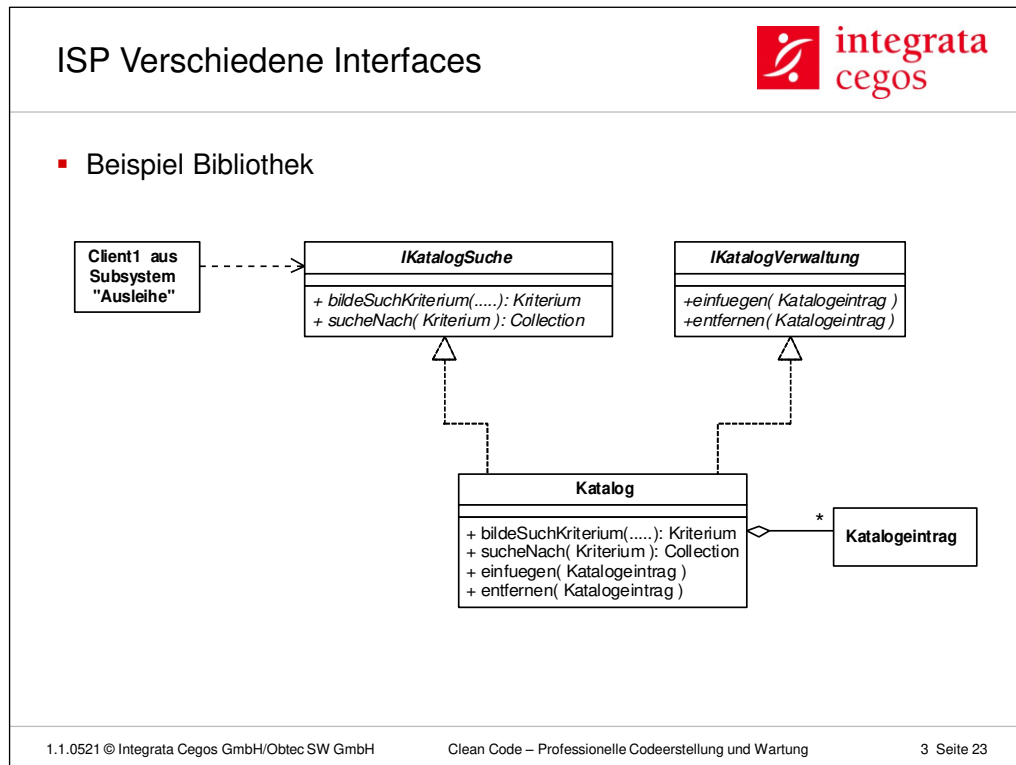 ISP Verschiedene Interfaces
integrata
cegos
▪ Beispiel Bibliothek
Client1 aus
Subsystem
"Ausleihe"
IKatalogSuche
+ bildeSuchKriterium(.....): Kriterium
+ sucheNach( Kriterium ): Collection
IKatalogVerwaltung
+einfuegen( Katalogeintrag )
+entfernen( Katalogeintrag )
Katalog
+ bildeSuchKriterium(.....): Kriterium
+ sucheNach( Kriterium ): Collection
+ einfuegen( Katalogeintrag )
+ entfernen( Katalogeintrag )
*
Katalogeintrag
1.1.0521 © Integrata Cegos GmbH/Obtec SW GmbH
Clean Code – Professionelle Codeerstellung und Wartung
3 Seite 23